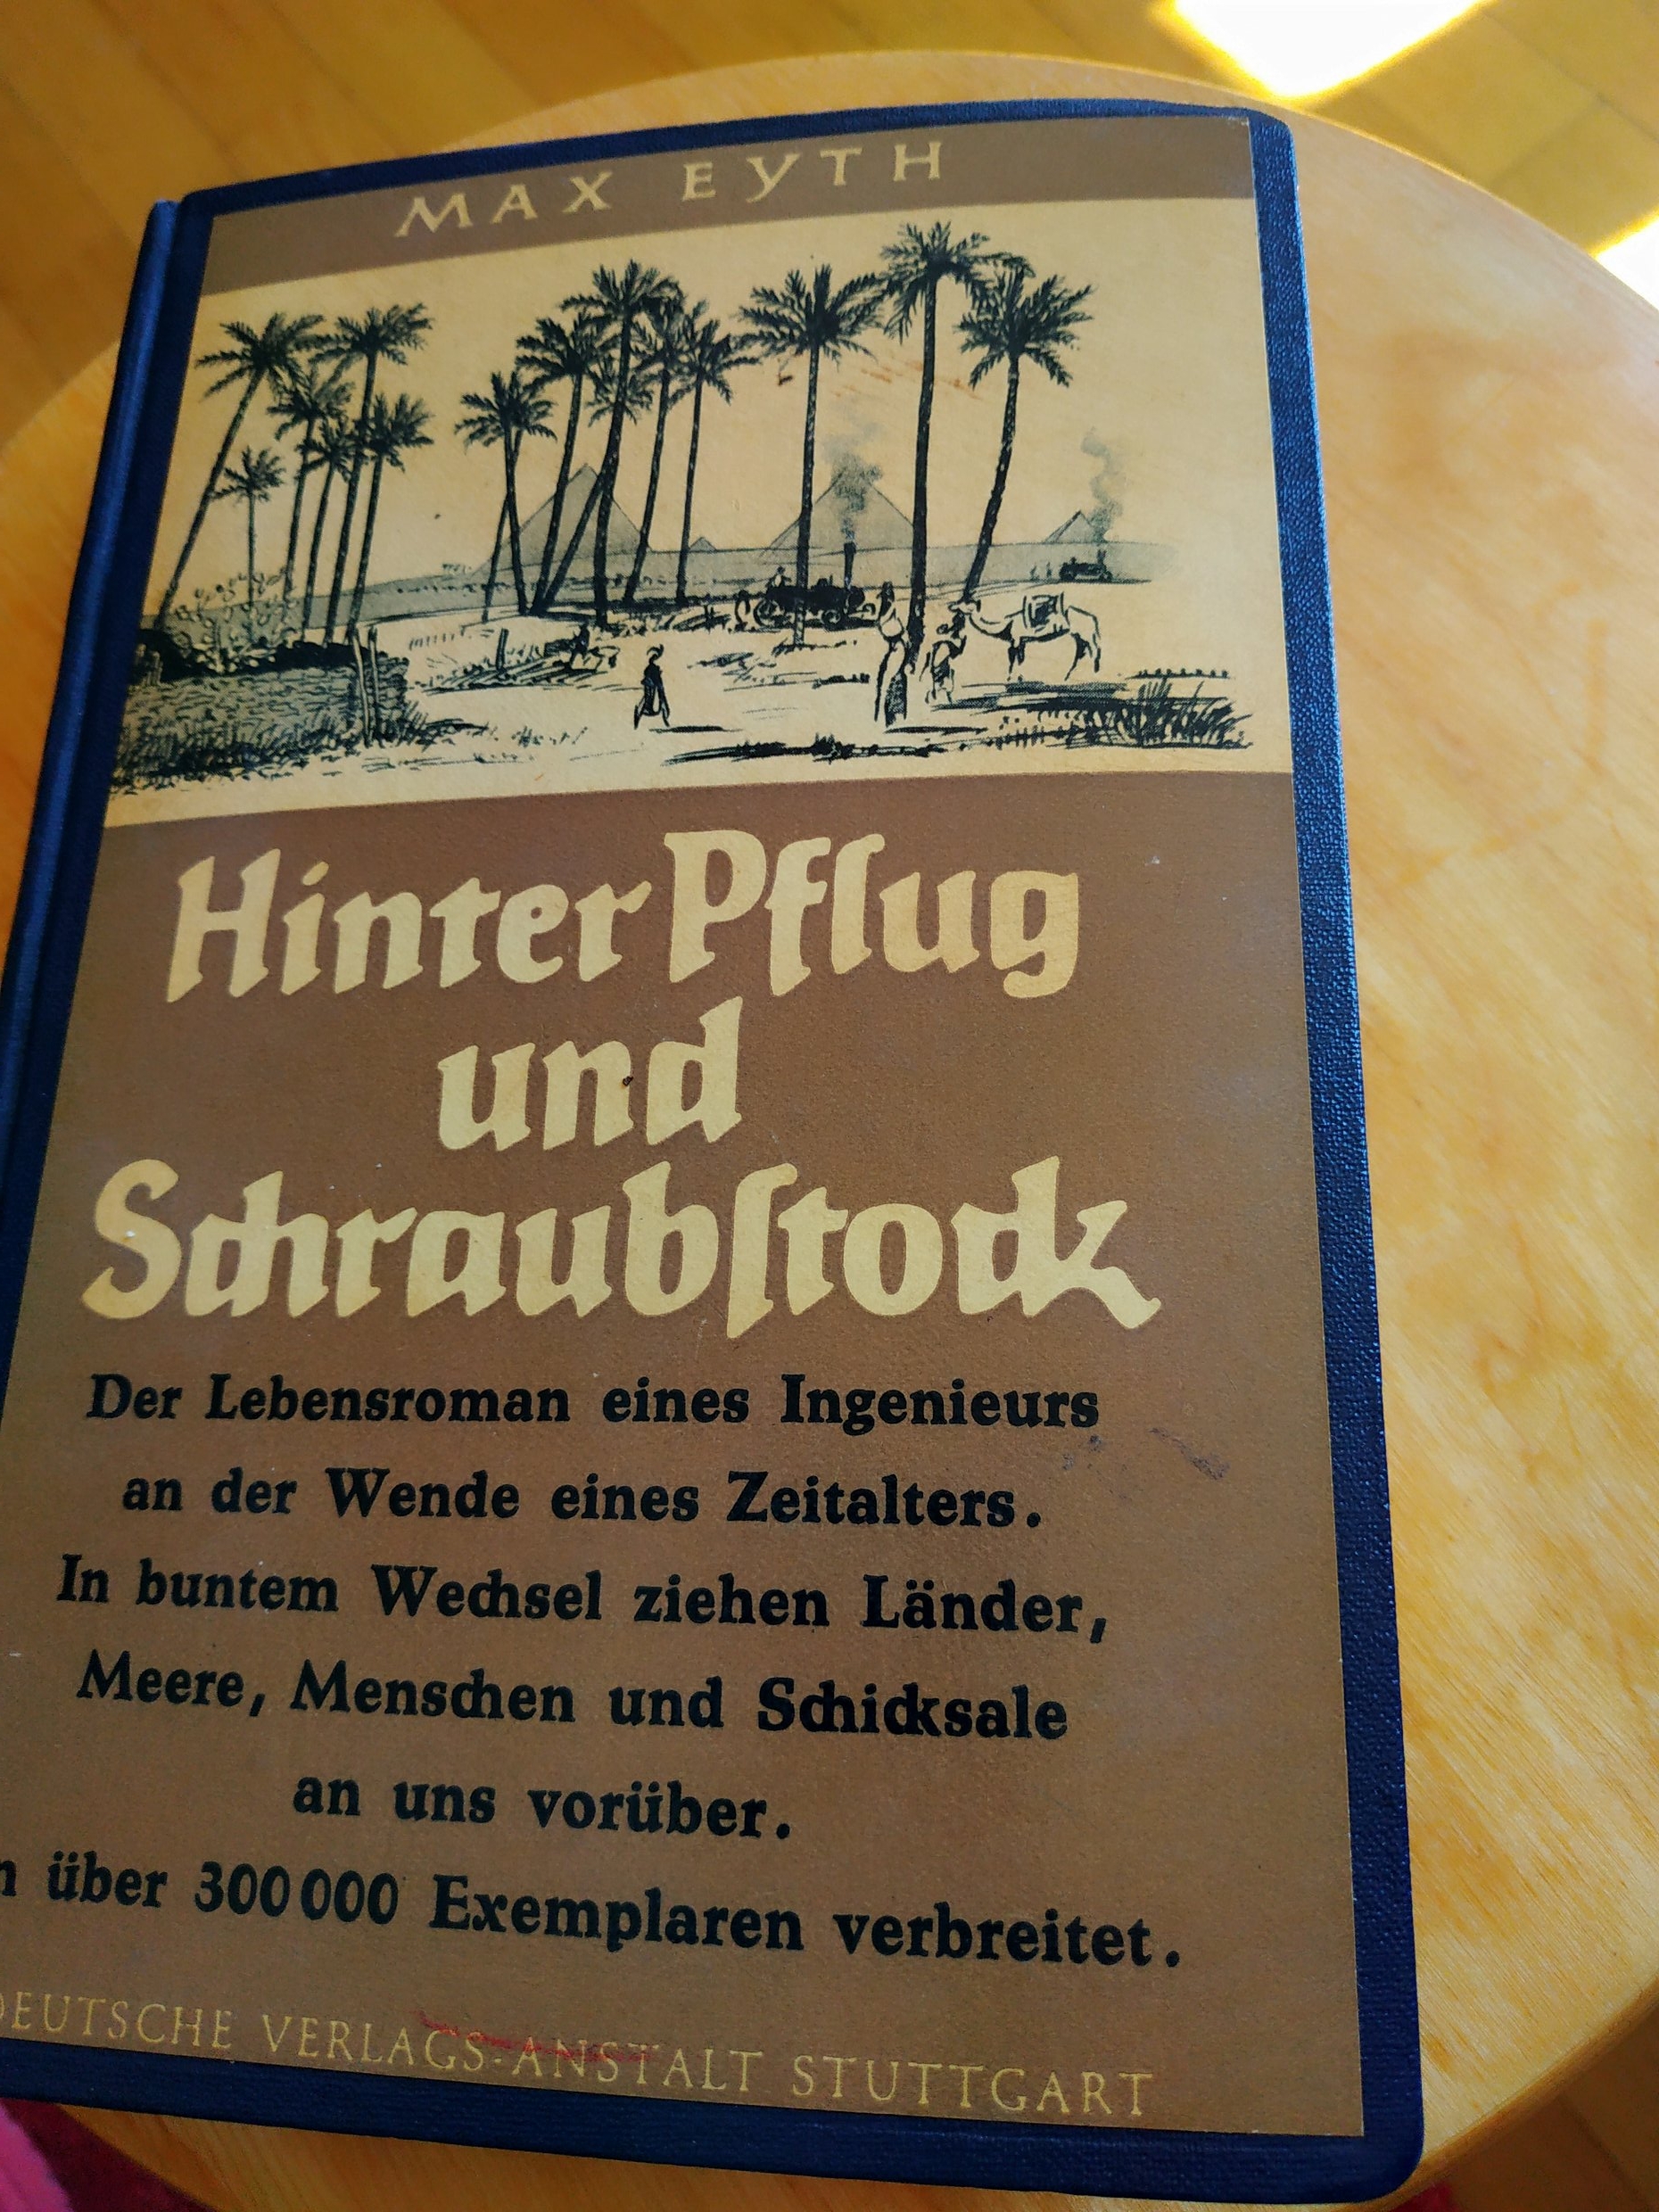 MAX EYTH
Hinter Pflug
und
Schraubſtock
Der Lebensroman eines Ingenieurs
an der Wende eines Zeitalters.
In buntem Wechsel ziehen Länder,
Meere, Menschen und Schicksale
an uns vorüber.
über 300 000 Exemplaren verbreitet.
DEUTSCHE VERLAGS-ANSTALT STUTTGART